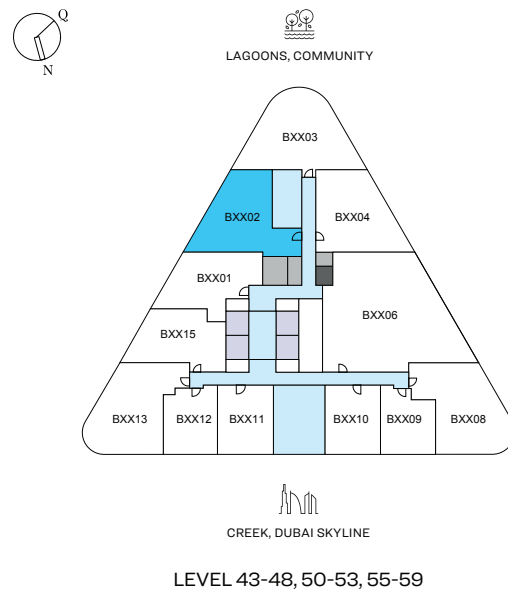 Q
N
LAGOONS, COMMUNITY
BXX03
BXX02
BXX04
BXX01
BXX06
BXX15
BXX13
BXX12
BXX11
BXX10
BXX09
BXX08
CREEK, DUBAI SKYLINE
LEVEL 43-48, 50-53, 55-59